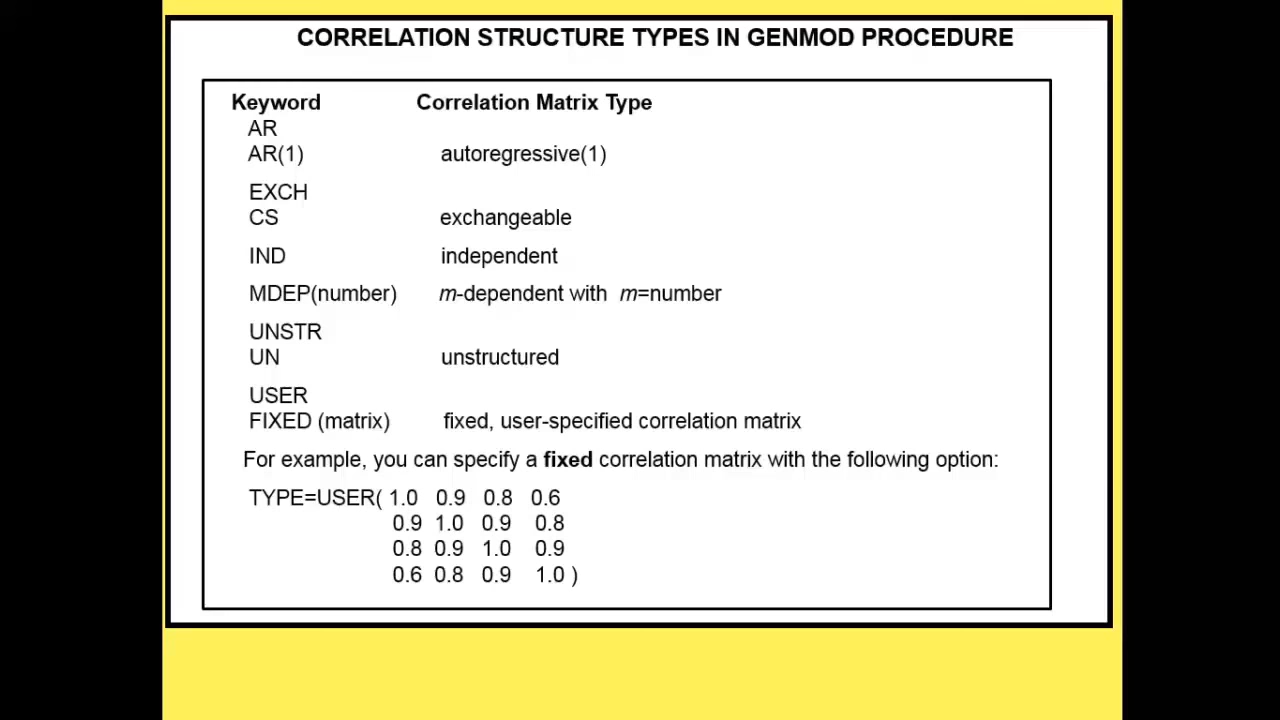 CORRELATION STRUCTURE TYPES IN GENMOD PROCEDURE
Keyword Correlation Matrix Type
AR
AR(1) autoregressive(1)
EXCH
CS exchangeable
IND independent
MDEP(number) m-dependent with m=number
UNSTR
UN unstructured
USER
FIXED (matrix) fixed, user-specified correlation matrix
For example, you can specify a fixed correlation matrix with the following option:
TYPE=USER( 1.0 0.9 0.8 0.6
0.9 1.0 0.9 0.8
0.8 0.9 1.0 0.9
0.6 0.8 0.9 1.0 )